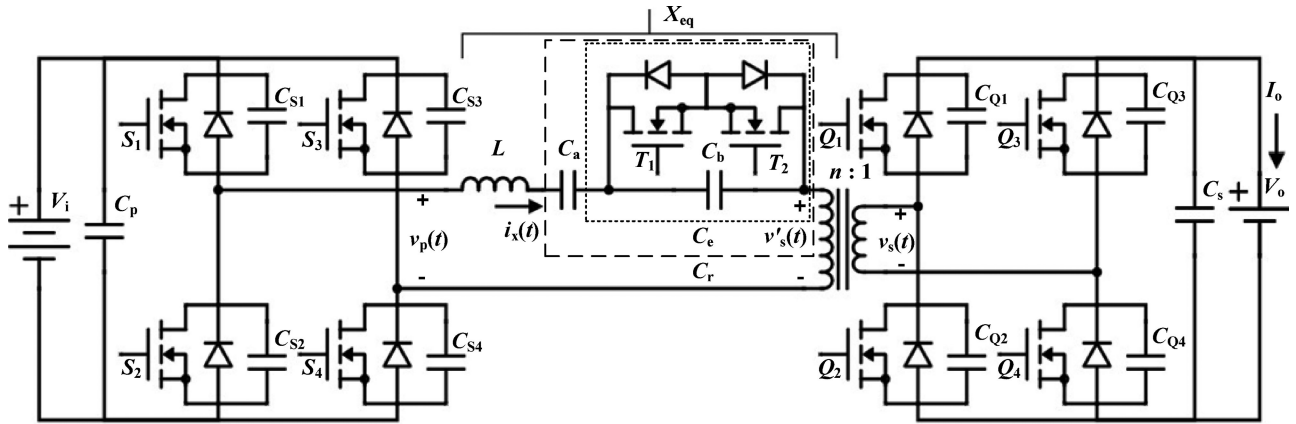 X_eq
C_S1
C_S3
C_Q1
C_Q3
I_o
S_1
S_3
T_1
C_b
T_2
Q_1
Q_3
L
C_a
n : 1
V_i
C_p
C_s
V_o
+
+
+
+
+
v_p(t)
i_x(t)
C_e
v'_s(t)
v_s(t)
-
C_r
-
-
C_S2
C_S4
C_Q2
C_Q4
S_2
S_4
Q_2
Q_4